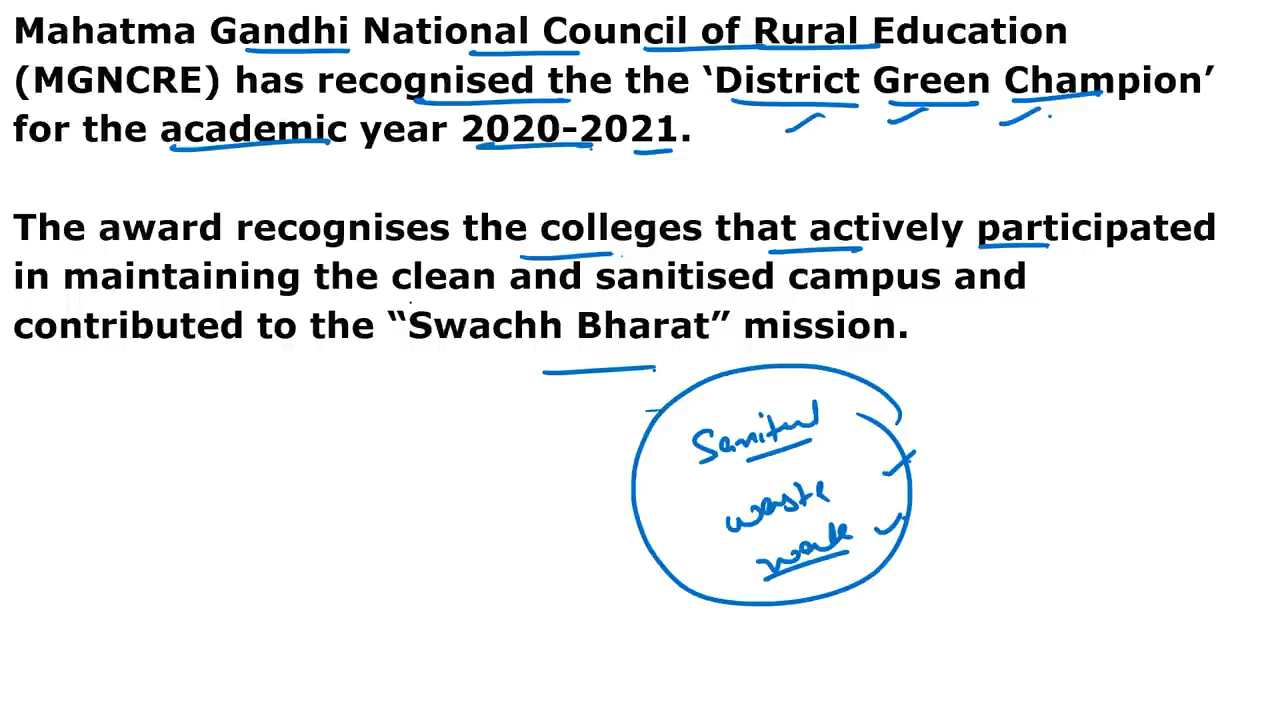 Mahatma Gandhi National Council of Rural Education
(MGNCRE) has recognised the the ‘District Green Champion’
for the academic year 2020-2021.
The award recognises the colleges that actively participated
in maintaining the clean and sanitised campus and
contributed to the “Swachh Bharat” mission.
waste